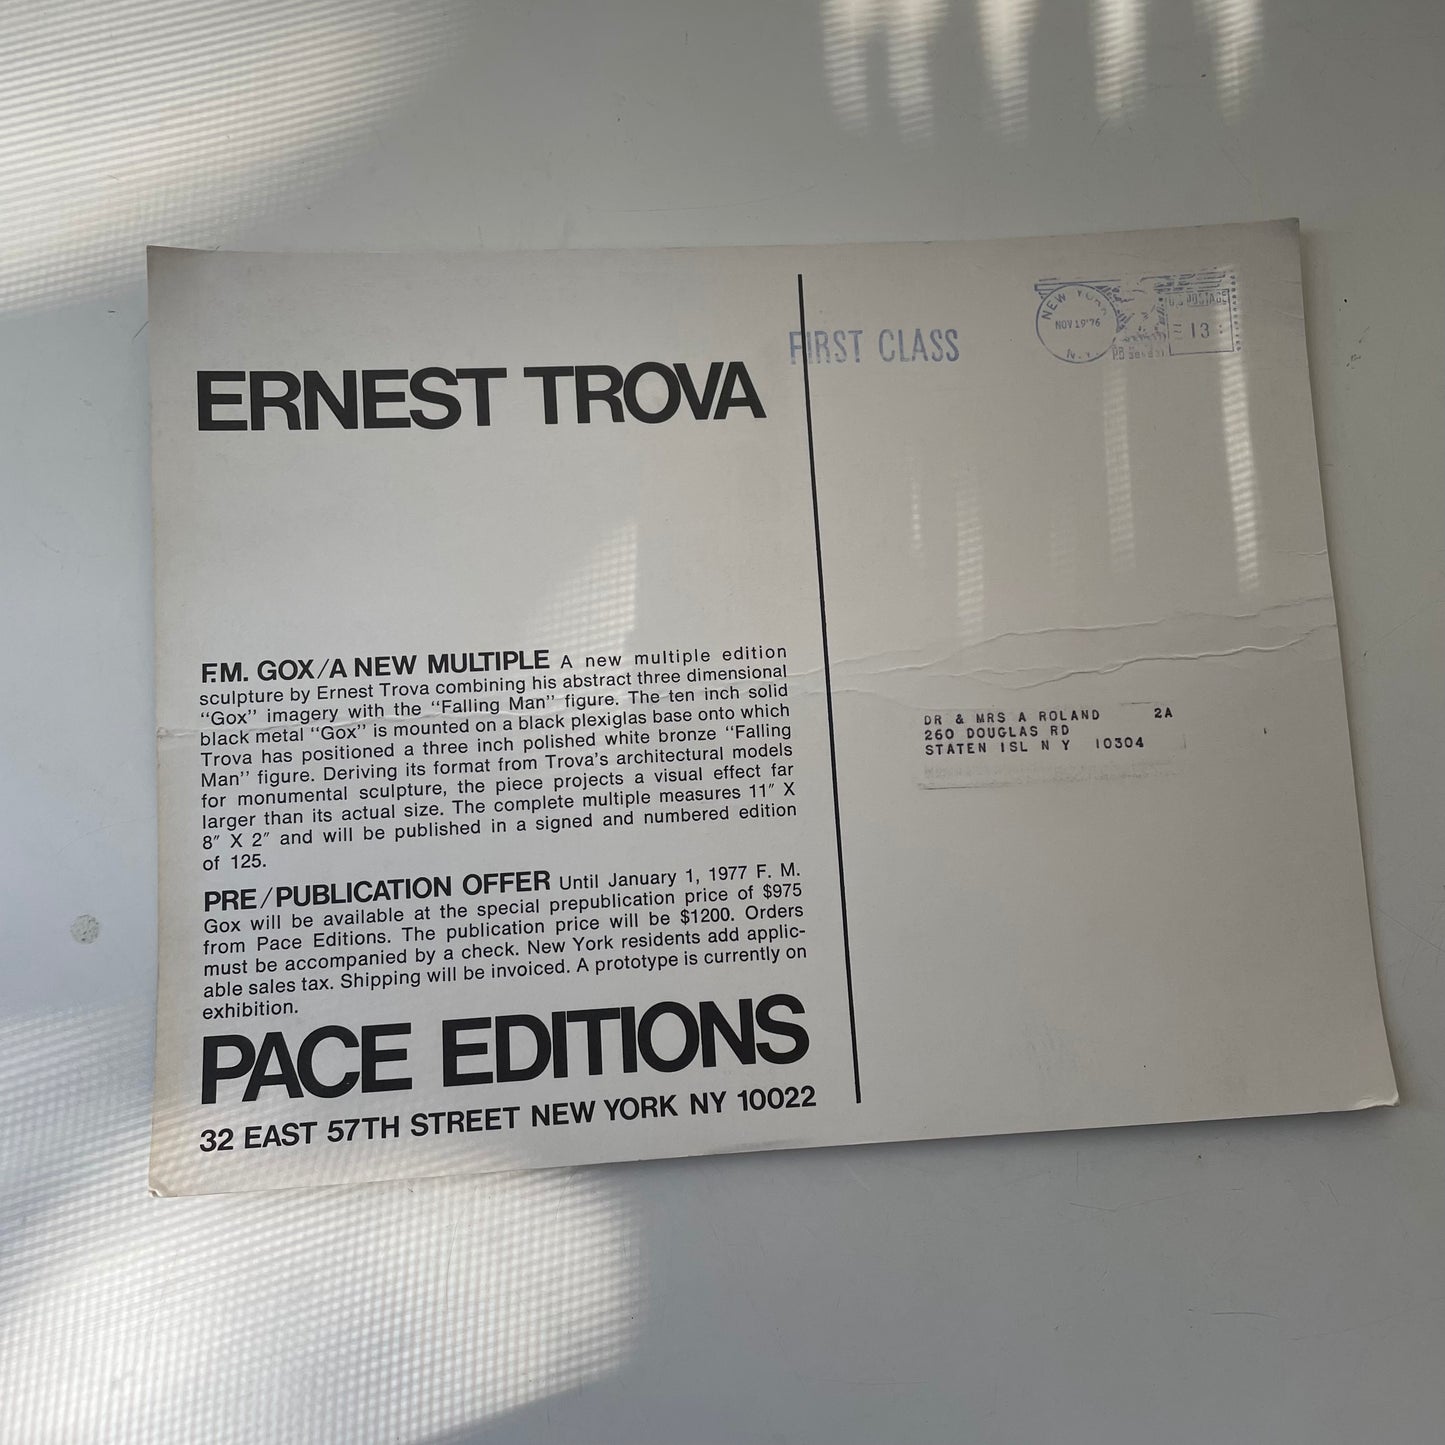 ERNEST TROVA
F.M. GOX/A NEW MULTIPLE A new multiple edition
sculpture by Ernest Trova combining his abstract three dimensional
“Gox” imagery with the “Falling Man” figure. The ten inch solid
black metal “Gox” is mounted on a black plexiglas base onto which
Trova has positioned a three inch polished white bronze “Falling
Man” figure. Deriving its format from Trova’s architectural models
for monumental sculpture, the piece projects a visual effect far
larger than its actual size. The complete multiple measures 11″ X
8″ X 2″ and will be published in a signed and numbered edition
of 125.
PRE/PUBLICATION OFFER Until January 1, 1977 F. M.
Gox will be available at the special prepublication price of $975
from Pace Editions. The publication price will be $1200. Orders
must be accompanied by a check. New York residents add applic-
able sales tax. Shipping will be invoiced. A prototype is currently on
exhibition.
PACE EDITIONS
32 EAST 57TH STREET NEW YORK NY 10022
FIRST CLASS
NEW YORK
NOV 19'76
N.Y.
U.S. POSTAGE
13
DR & MRS A ROLAND 2A
260 DOUGLAS RD
STATEN ISL N Y 10304